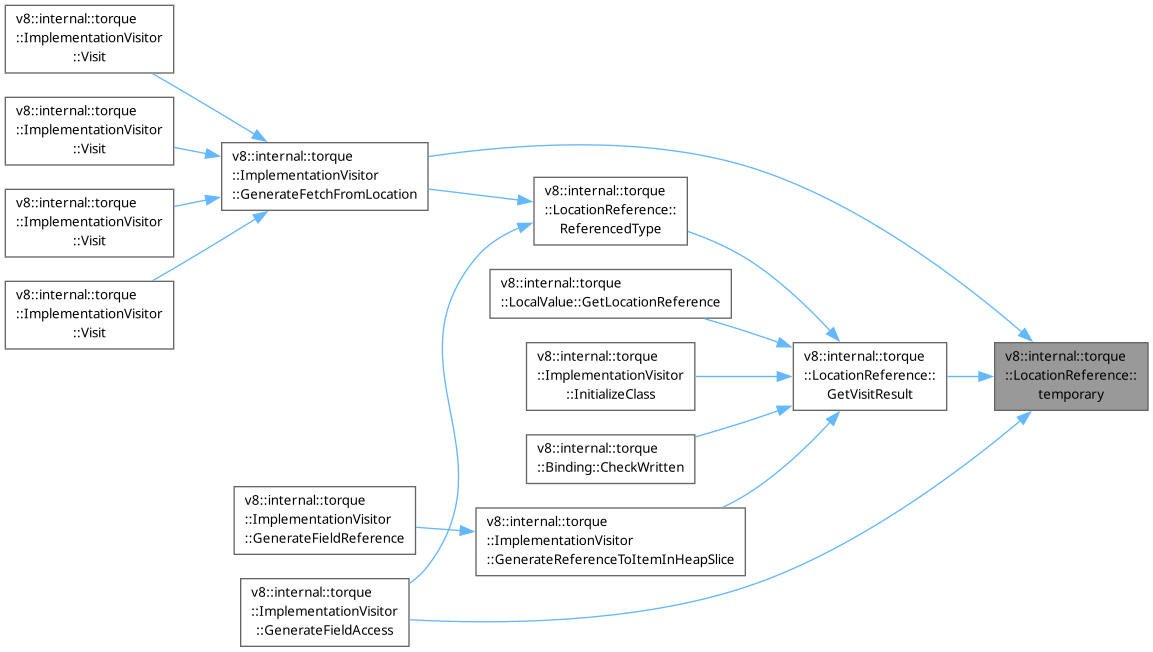 v8::internal::torque
::ImplementationVisitor
::Visit
v8::internal::torque
::ImplementationVisitor
::Visit
v8::internal::torque
::ImplementationVisitor
::Visit
v8::internal::torque
::ImplementationVisitor
::Visit
v8::internal::torque
::ImplementationVisitor
::GenerateFetchFromLocation
v8::internal::torque
::LocationReference::
ReferencedType
v8::internal::torque
::LocalValue::GetLocationReference
v8::internal::torque
::ImplementationVisitor
::InitializeClass
v8::internal::torque
::Binding::CheckWritten
v8::internal::torque
::LocationReference::
GetVisitResult
v8::internal::torque
::LocationReference::
temporary
v8::internal::torque
::ImplementationVisitor
::GenerateFieldReference
v8::internal::torque
::ImplementationVisitor
::GenerateReferenceToItemInHeapSlice
v8::internal::torque
::ImplementationVisitor
::GenerateFieldAccess